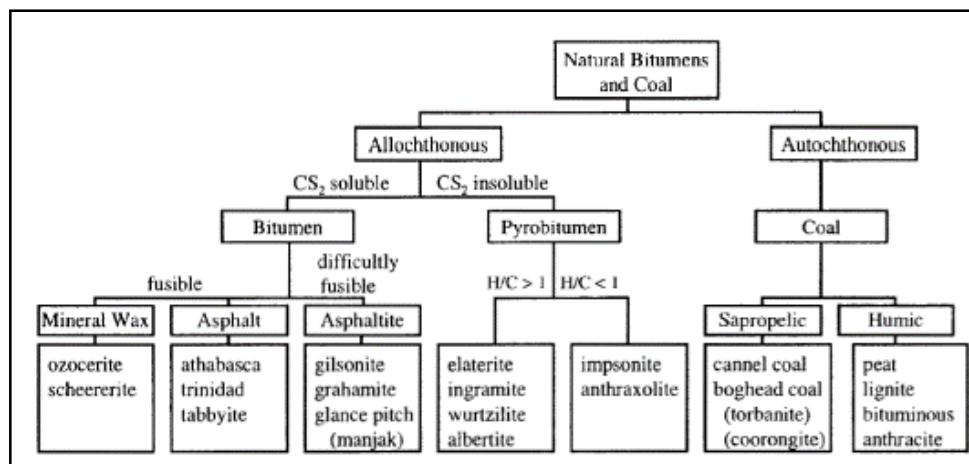 Natural Bitumens
and Coal
Allochthonous
Autochthonous
CS₂ soluble
CS₂ insoluble
Bitumen
Pyrobitumen
Coal
fusible
difficultly
fusible
H/C > 1
H/C < 1
Mineral Wax
Asphalt
Asphaltite
Sapropelic
Humic
ozocerite
scheererite
athabasca
trinidad
tabbyite
gilsonite
grahamite
glance pitch
(manjak)
elaterite
ingramite
wurtzilite
albertite
impsonite
anthraxolite
cannel coal
boghead coal
(torbanite)
(coorongite)
peat
lignite
bituminous
anthracite